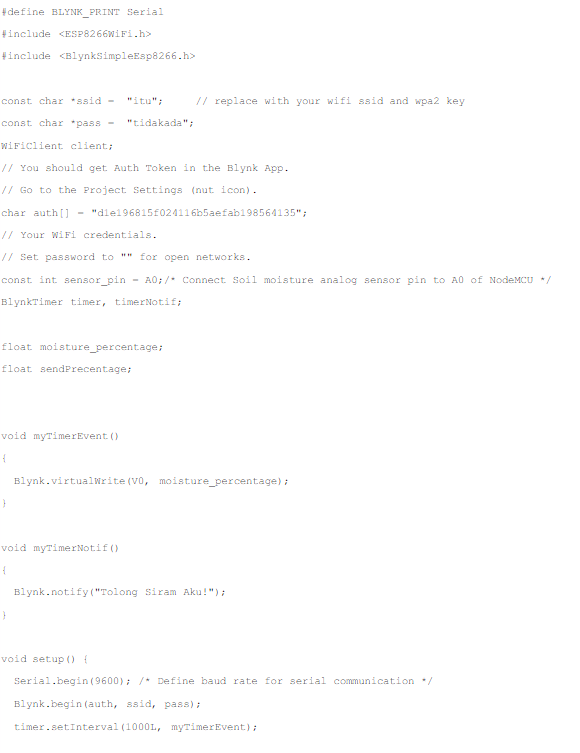 #define BLYNK_PRINT Serial
#include <ESP8266WiFi.h>
#include <BlynkSimpleEsp8266.h>
const char *ssid = "itu"; // replace with your wifi ssid and wpa2 key
const char *pass = "tidakada";
WiFiClient client;
// You should get Auth Token in the Blynk App.
// Go to the Project Settings (nut icon).
char auth[] = "d1e196815f024116b5aefab198564135";
// Your WiFi credentials.
// Set password to "" for open networks.
const int sensor_pin = A0;/* Connect Soil moisture analog sensor pin to A0 of NodeMCU */
BlynkTimer timer, timerNotif;
float moisture_percentage;
float sendPrecentage;
void myTimerEvent()
{
Blynk.virtualWrite(V0, moisture_percentage);
}
void myTimerNotif()
{
Blynk.notify("Tolong Siram Aku!");
}
void setup() {
Serial.begin(9600); /* Define baud rate for serial communication */
Blynk.begin(auth, ssid, pass);
timer.setInterval(1000L, myTimerEvent);